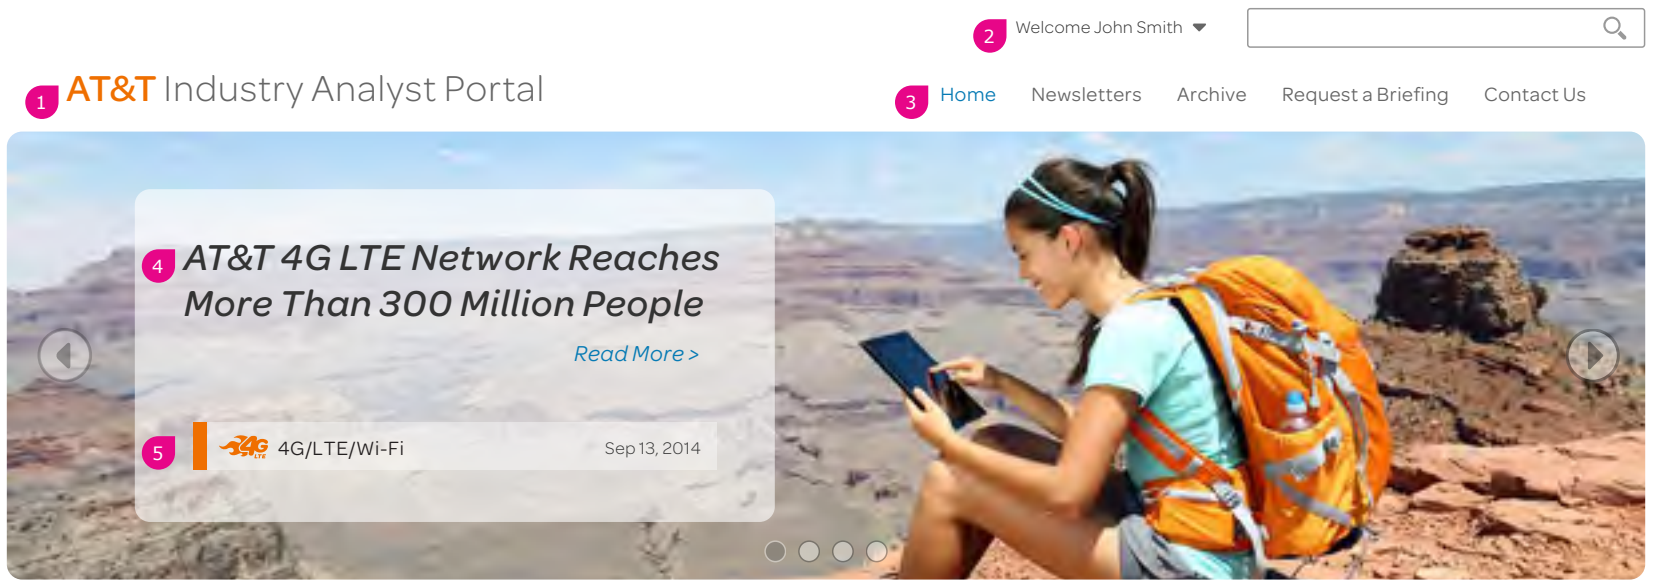 2 Welcome John Smith
1 AT&T Industry Analyst Portal
3 Home Newsletters Archive Request a Briefing Contact Us
4 AT&T 4G LTE Network Reaches
More Than 300 Million People
Read More >
5 4G LTE 4G/LTE/Wi-Fi Sep 13, 2014